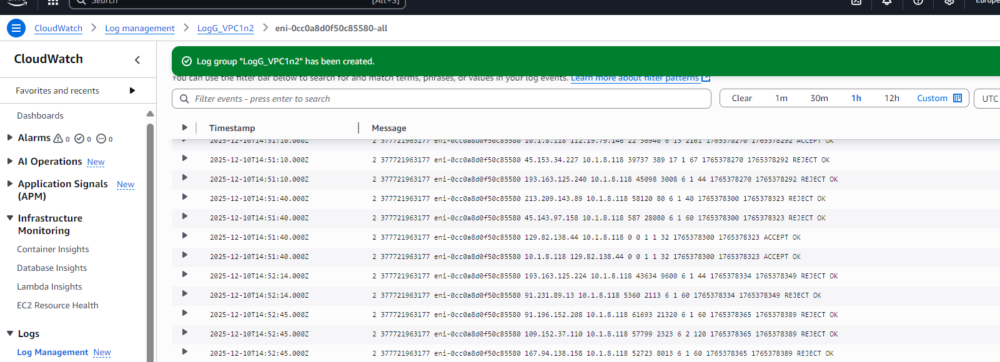 Search
[Alt+S]
Europe
CloudWatch > Log management > LogG_VPC1n2 > eni-0cc0a8d0f50c85580-all
CloudWatch
Favorites and recents
Dashboards
Alarms 0 0 0
AI Operations New
Application Signals New
(APM)
Infrastructure
Monitoring
Container Insights
Database Insights
Lambda Insights
EC2 Resource Health
Logs
Log Management New
Log group "LogG_VPC1n2" has been created.
You can use the filter bar below to search for and match terms, phrases, or values in your log events. Learn more about filter patterns
Filter events - press enter to search
Clear 1m 30m 1h 12h Custom UTC
Timestamp Message
2025-12-10T14:51:10.000Z 2 377721963177 eni-0cc0a8d0f50c85580 10.1.8.118 112.19.79.146 22 36940 6 13 2161 1765378270 1765378292 ACCEPT OK
2025-12-10T14:51:10.000Z 2 377721963177 eni-0cc0a8d0f50c85580 45.153.34.227 10.1.8.118 39737 389 17 1 67 1765378270 1765378292 REJECT OK
2025-12-10T14:51:10.000Z 2 377721963177 eni-0cc0a8d0f50c85580 193.163.125.240 10.1.8.118 45098 3008 6 1 44 1765378270 1765378292 REJECT OK
2025-12-10T14:51:40.000Z 2 377721963177 eni-0cc0a8d0f50c85580 213.209.143.89 10.1.8.118 58120 80 6 1 40 1765378300 1765378323 REJECT OK
2025-12-10T14:51:40.000Z 2 377721963177 eni-0cc0a8d0f50c85580 45.143.97.158 10.1.8.118 587 28080 6 1 60 1765378300 1765378323 REJECT OK
2025-12-10T14:51:40.000Z 2 377721963177 eni-0cc0a8d0f50c85580 129.82.138.44 10.1.8.118 0 0 1 1 32 1765378300 1765378323 ACCEPT OK
2025-12-10T14:51:40.000Z 2 377721963177 eni-0cc0a8d0f50c85580 10.1.8.118 129.82.138.44 0 0 1 1 32 1765378300 1765378323 ACCEPT OK
2025-12-10T14:52:14.000Z 2 377721963177 eni-0cc0a8d0f50c85580 193.163.125.224 10.1.8.118 43634 9600 6 1 44 1765378334 1765378349 REJECT OK
2025-12-10T14:52:14.000Z 2 377721963177 eni-0cc0a8d0f50c85580 91.231.89.13 10.1.8.118 5360 2113 6 1 60 1765378334 1765378349 REJECT OK
2025-12-10T14:52:45.000Z 2 377721963177 eni-0cc0a8d0f50c85580 91.196.152.208 10.1.8.118 61693 21320 6 1 60 1765378365 1765378389 REJECT OK
2025-12-10T14:52:45.000Z 2 377721963177 eni-0cc0a8d0f50c85580 109.152.37.110 10.1.8.118 57799 2323 6 2 120 1765378365 1765378389 REJECT OK
2025-12-10T14:52:45.000Z 2 377721963177 eni-0cc0a8d0f50c85580 167.94.138.158 10.1.8.118 52723 8013 6 1 60 1765378365 1765378389 REJECT OK